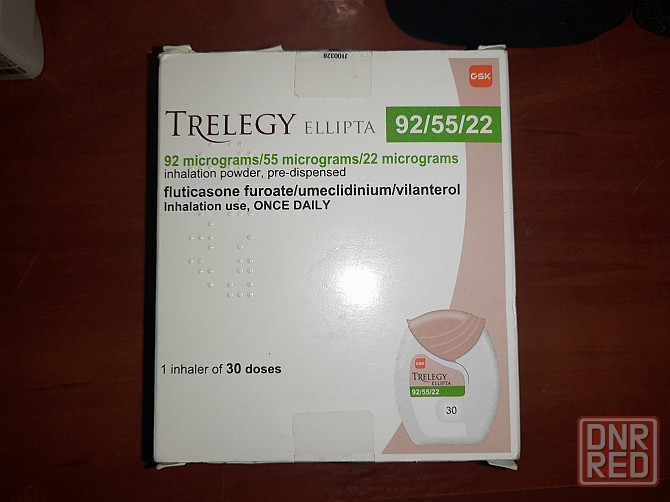 J100328
GSK
TRELEGY ELLIPTA 92/55/22
92 micrograms/55 micrograms/22 micrograms
inhalation powder, pre-dispensed
fluticasone furoate/umeclidinium/vilanterol
Inhalation use, ONCE DAILY
1 inhaler of 30 doses
GSK
TRELEGY
ELLIPTA
92/55/22
30
DNR
RED